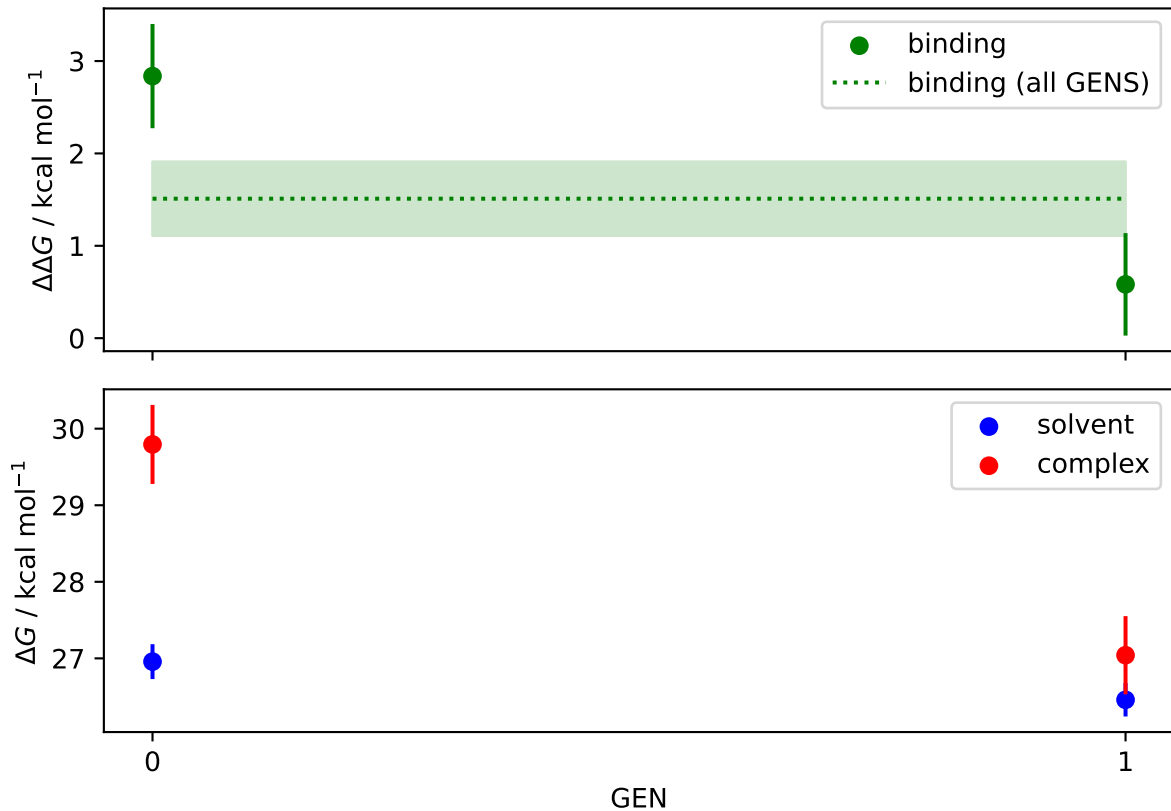 3
2
1
0
ΔΔG / kcal mol⁻¹
binding
binding (all GENS)
30
29
28
27
ΔG / kcal mol⁻¹
solvent
complex
0
1
GEN